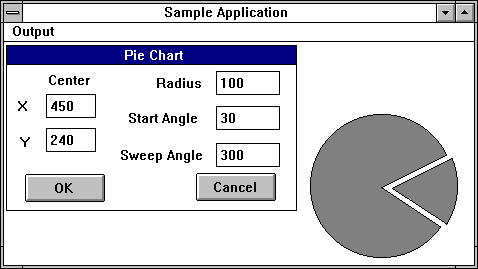 Sample Application
Output
Pie Chart
Center
X 450
Y 240
Radius 100
Start Angle 30
Sweep Angle 300
OK
Cancel